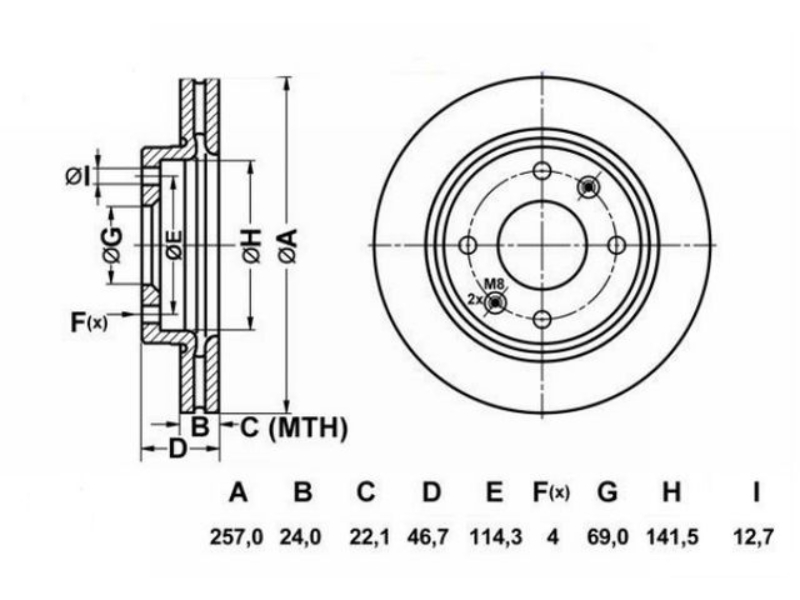 ØI
ØG
ØE
ØH
ØA
F(x)
M8
2x
B
C (MTH)
D
A B C D E F(x) G H I
257,0 24,0 22,1 46,7 114,3 4 69,0 141,5 12,7